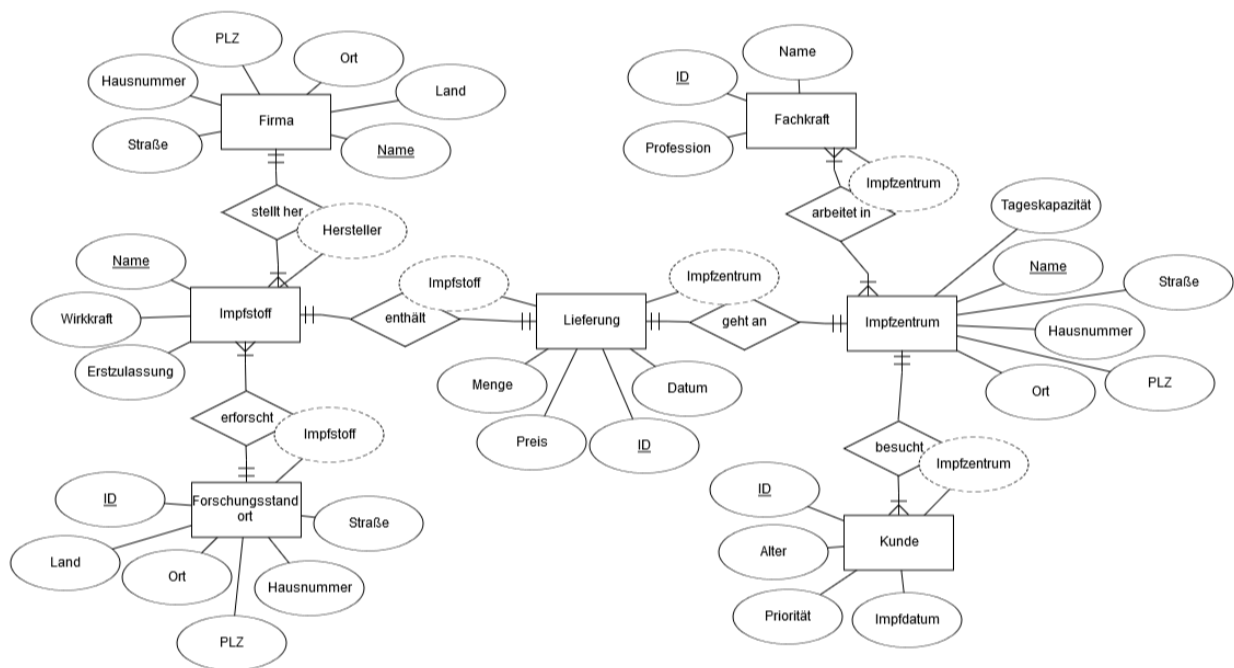 PLZ
Ort
Hausnummer
Land
Firma
Straße
Name
stellt her
Hersteller
Name
Wirkkraft
Impfstoff
Erstzulassung
erforscht
Impfstoff
ID
Forschungsstand
ort
Straße
Land
Ort
Hausnummer
PLZ
Impfstoff
enthält
Lieferung
Impfzentrum
geht an
Menge
Datum
Preis
ID
Name
ID
Fachkraft
Profession
Impfzentrum
arbeitet in
Tageskapazität
Name
Straße
Impfzentrum
Hausnummer
PLZ
Ort
besucht
Impfzentrum
ID
Kunde
Alter
Priorität
Impfdatum